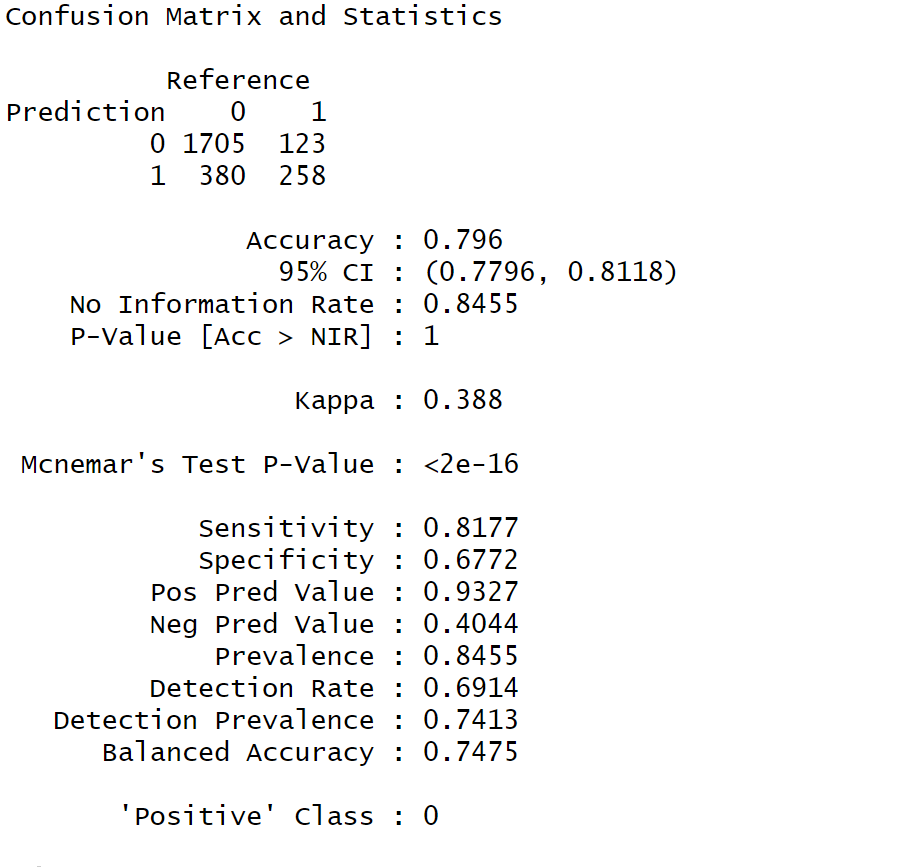 Confusion Matrix and Statistics
Reference
Prediction 0 1
0 1705 123
1 380 258
Accuracy : 0.796
95% CI : (0.7796, 0.8118)
No Information Rate : 0.8455
P-Value [Acc > NIR] : 1
Kappa : 0.388
Mcnemar's Test P-Value : <2e-16
Sensitivity : 0.8177
Specificity : 0.6772
Pos Pred Value : 0.9327
Neg Pred Value : 0.4044
Prevalence : 0.8455
Detection Rate : 0.6914
Detection Prevalence : 0.7413
Balanced Accuracy : 0.7475
'Positive' Class : 0